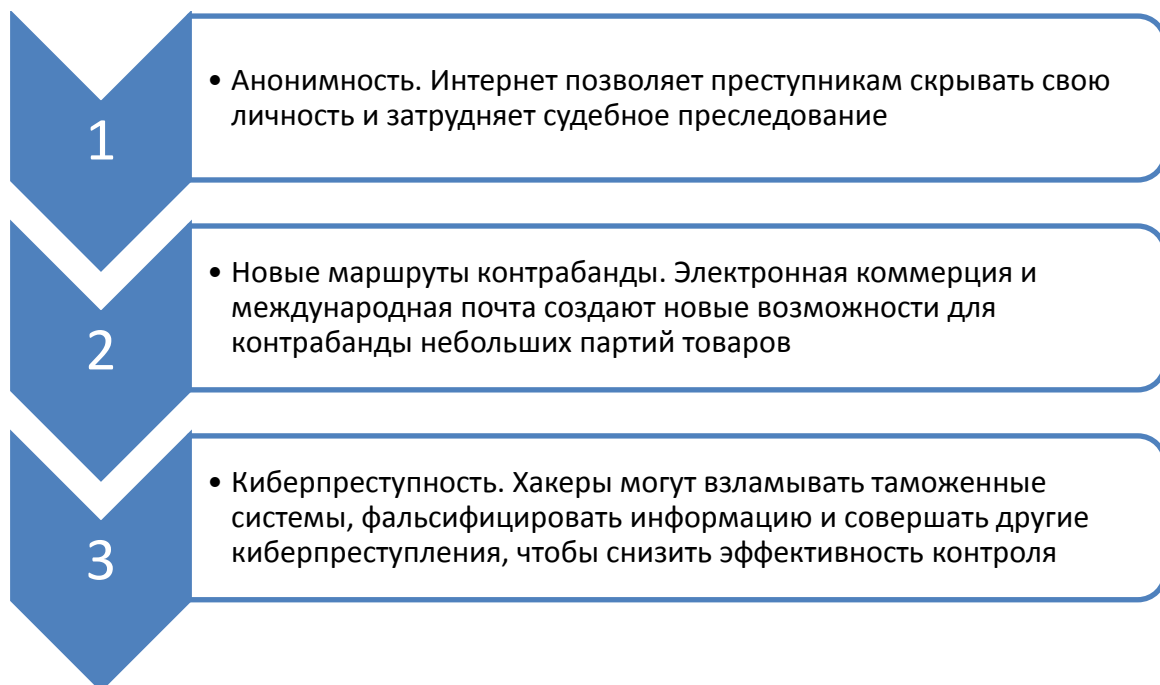 1
• Анонимность. Интернет позволяет преступникам скрывать свою
личность и затрудняет судебное преследование
2
• Новые маршруты контрабанды. Электронная коммерция и
международная почта создают новые возможности для
контрабанды небольших партий товаров
3
• Киберпреступность. Хакеры могут взламывать таможенные
системы, фальсифицировать информацию и совершать другие
киберпреступления, чтобы снизить эффективность контроля